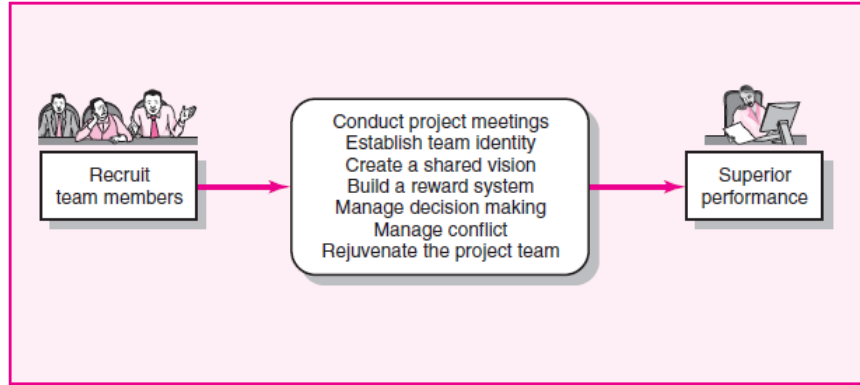 Recruit
team members
Conduct project meetings
Establish team identity
Create a shared vision
Build a reward system
Manage decision making
Manage conflict
Rejuvenate the project team
Superior
performance